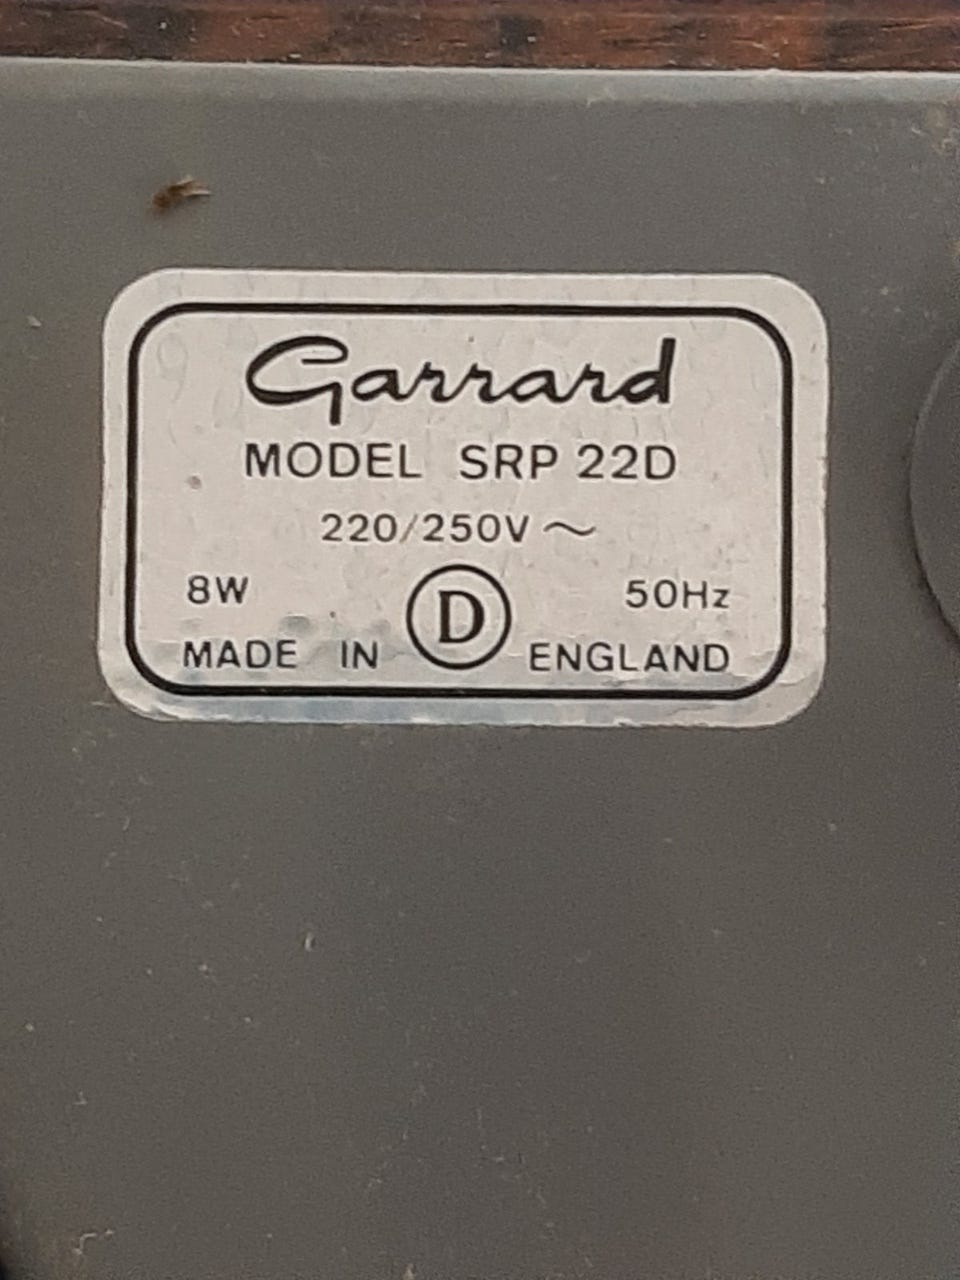 Garrard
MODEL SRP 22D
220/250V ~
8W D 50Hz
MADE IN ENGLAND